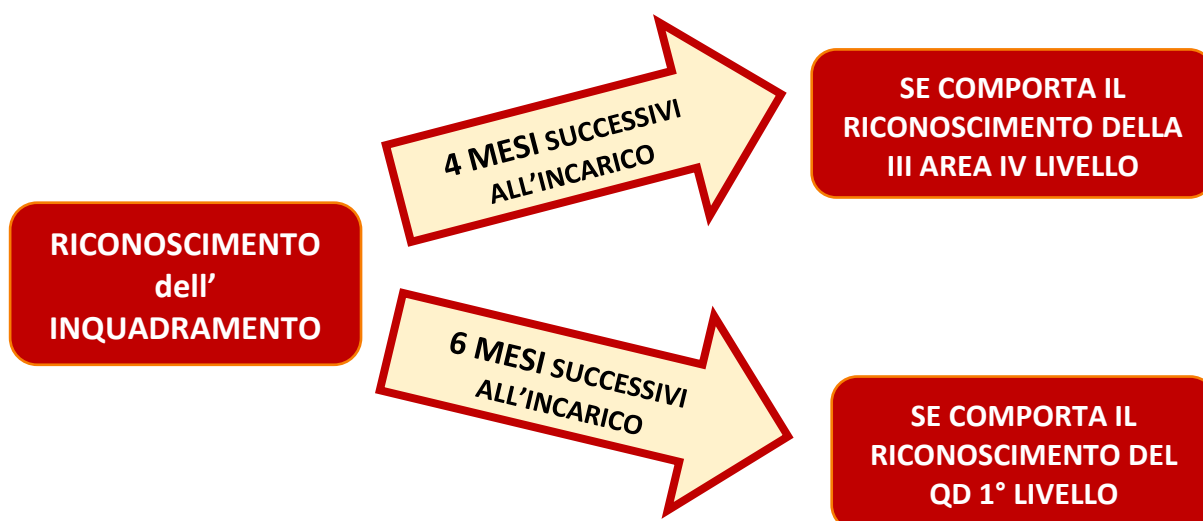 RICONOSCIMENTO
dell’
INQUADRAMENTO
4 MESI SUCCESSIVI
ALL’INCARICO
SE COMPORTA IL
RICONOSCIMENTO DELLA
III AREA IV LIVELLO
6 MESI SUCCESSIVI
ALL’INCARICO
SE COMPORTA IL
RICONOSCIMENTO DEL
QD 1° LIVELLO